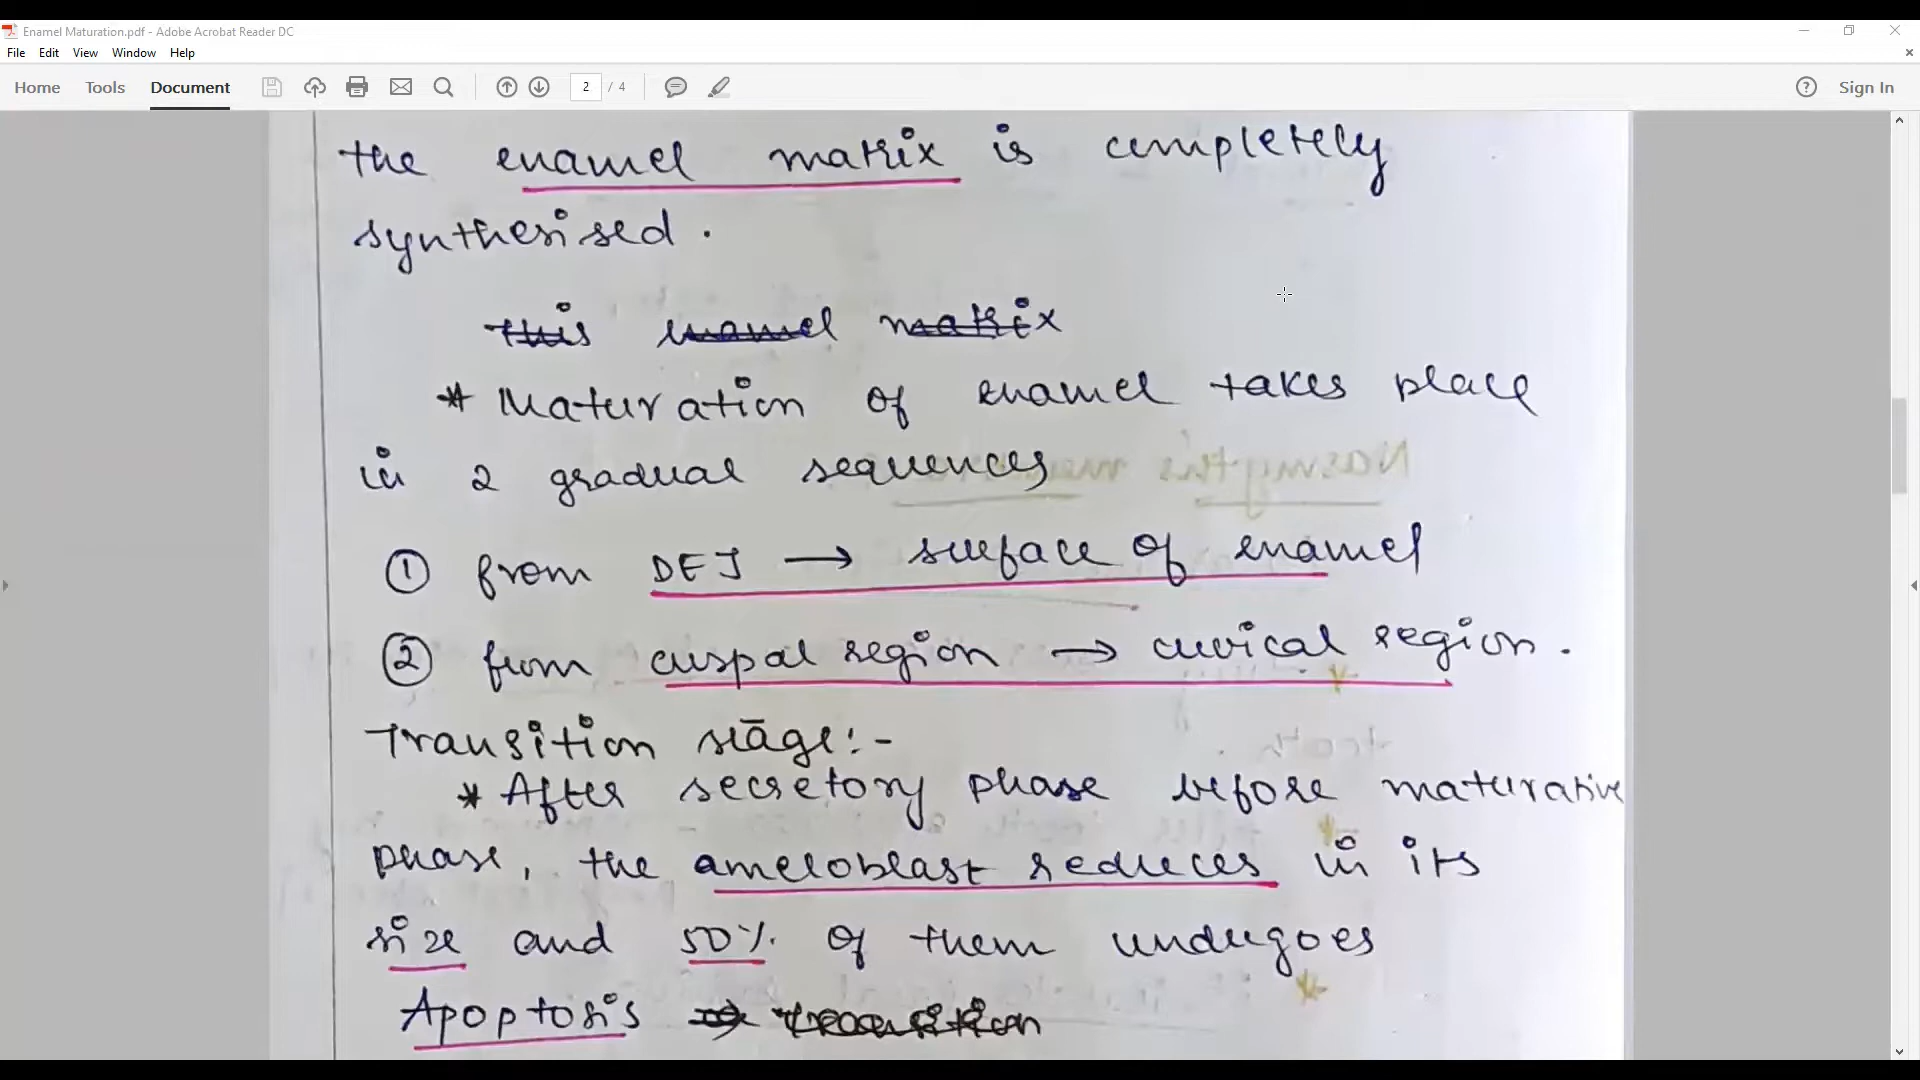 Enamel Maturation.pdf - Adobe Acrobat Reader DC
File Edit View Window Help
Home Tools Document 2 / 4 Sign In
the enamel matrix is completely
synthesised .
this enamel matrix
* Maturation of enamel takes place
in 2 gradual sequences
① from DEJ → surface of enamel
② from cuspal region → cervical region .
Transition stage:-
* After secretory phase before maturative
phase, the ameloblast reduces in its
size and 50% of them undergoes
Apoptosis → transition